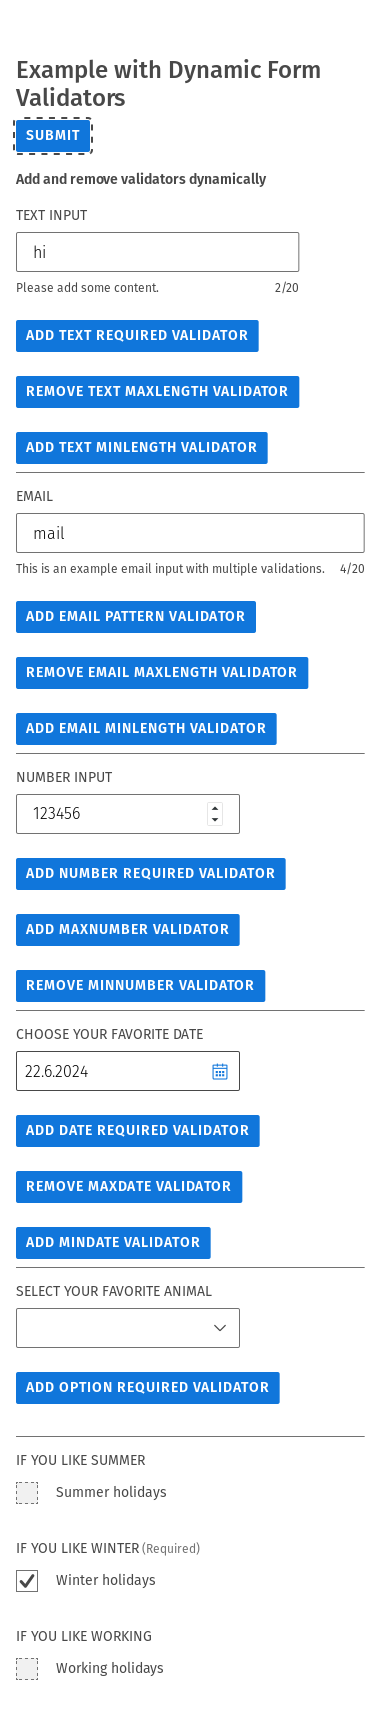 Example with Dynamic Form
Validators
SUBMIT
Add and remove validators dynamically
TEXT INPUT
hi
Please add some content. 2/20
ADD TEXT REQUIRED VALIDATOR
REMOVE TEXT MAXLENGTH VALIDATOR
ADD TEXT MINLENGTH VALIDATOR
EMAIL
mail
This is an example email input with multiple validations. 4/20
ADD EMAIL PATTERN VALIDATOR
REMOVE EMAIL MAXLENGTH VALIDATOR
ADD EMAIL MINLENGTH VALIDATOR
NUMBER INPUT
123456
ADD NUMBER REQUIRED VALIDATOR
ADD MAXNUMBER VALIDATOR
REMOVE MINNUMBER VALIDATOR
CHOOSE YOUR FAVORITE DATE
22.6.2024
ADD DATE REQUIRED VALIDATOR
REMOVE MAXDATE VALIDATOR
ADD MINDATE VALIDATOR
SELECT YOUR FAVORITE ANIMAL
ADD OPTION REQUIRED VALIDATOR
IF YOU LIKE SUMMER
Summer holidays
IF YOU LIKE WINTER (Required)
Winter holidays
IF YOU LIKE WORKING
Working holidays